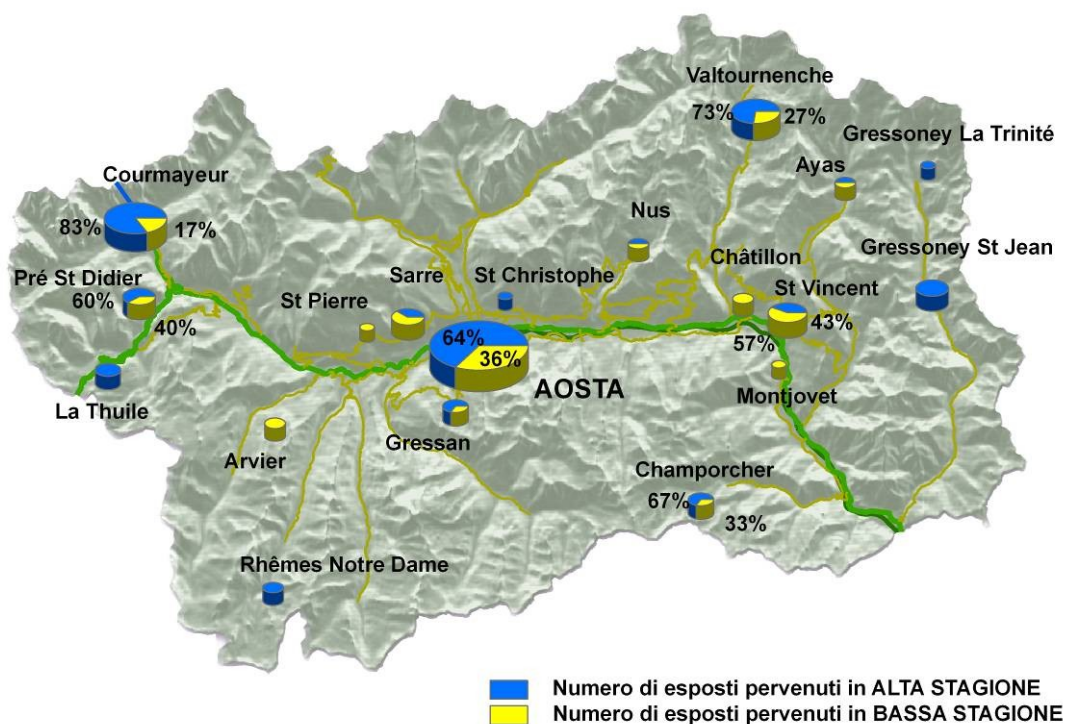 Valtournenche
73% 27%
Gressoney La Trinité
Ayas
Courmayeur
83% 17%
Nus
Gressoney St Jean
Châtillon
Pré St Didier
60%
40%
Sarre
St Christophe
St Pierre
St Vincent
43%
57%
64%
36%
AOSTA
Montjovet
La Thuile
Gressan
Arvier
Champorcher
67%
33%
Rhêmes Notre Dame
Numero di esposti pervenuti in ALTA STAGIONE
Numero di esposti pervenuti in BASSA STAGIONE